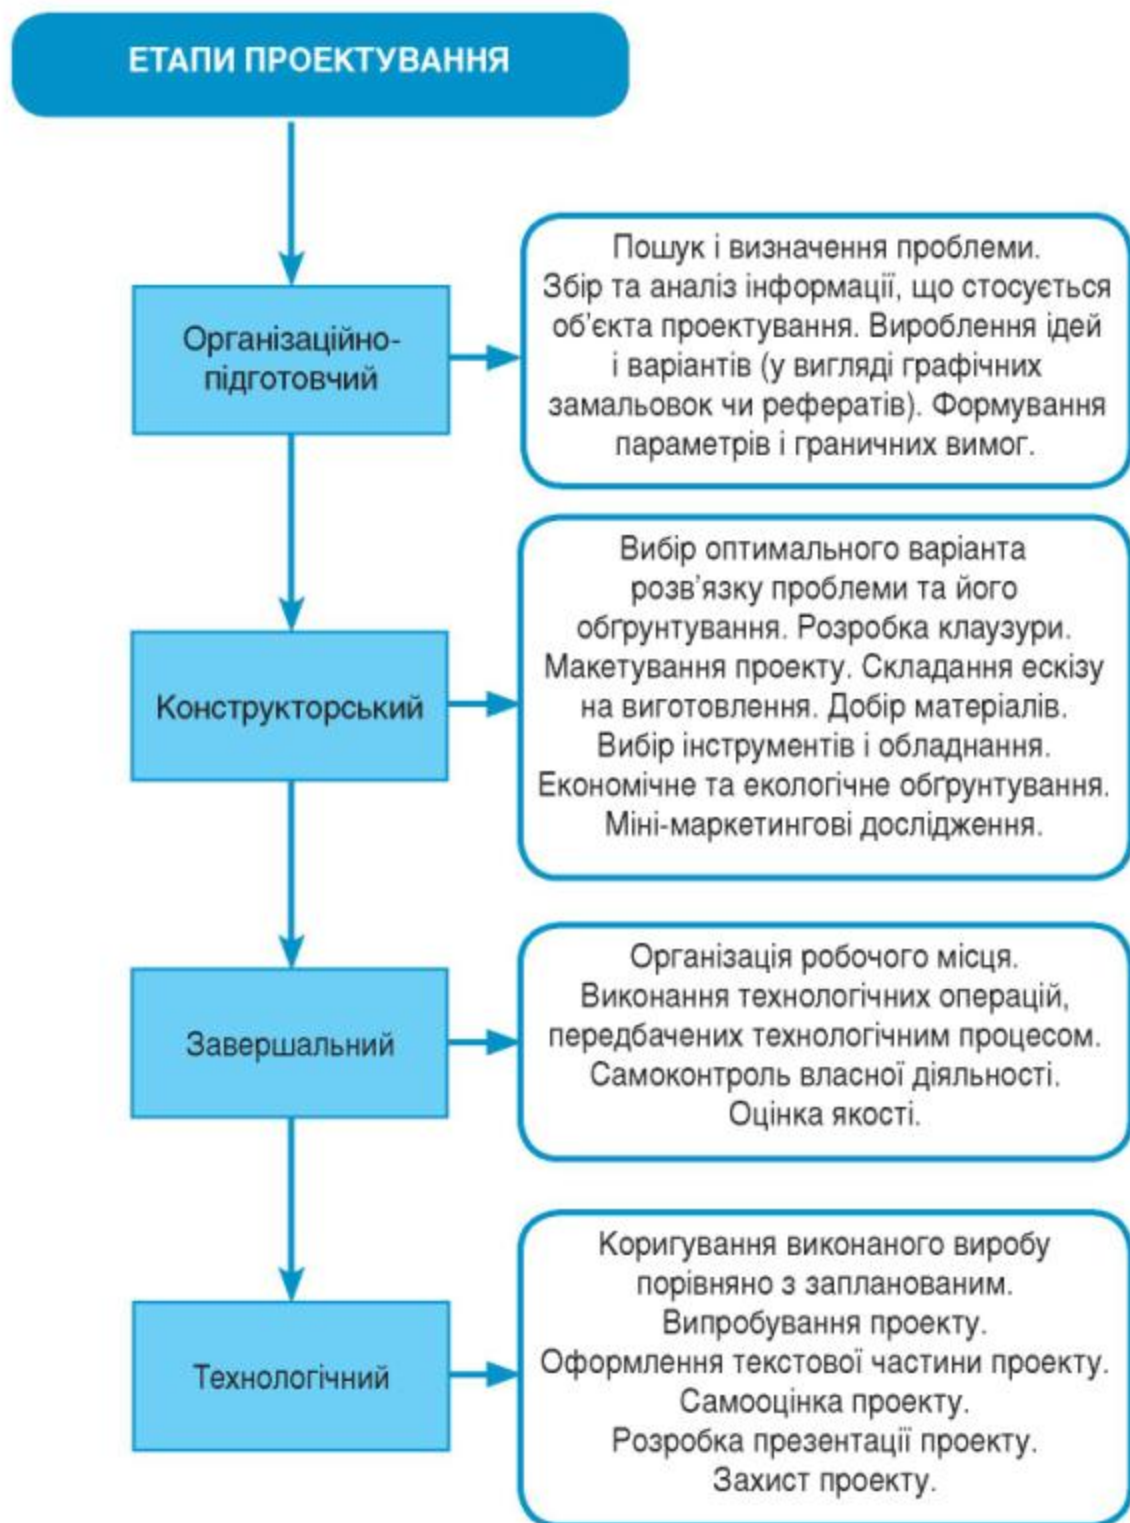 ЕТАПИ ПРОЕКТУВАННЯ
Організаційно-
підготовчий
Пошук і визначення проблеми.
Збір та аналіз інформації, що стосується
об’єкта проектування. Вироблення ідей
і варіантів (у вигляді графічних
замальовок чи рефератів). Формування
параметрів і граничних вимог.
Конструкторський
Вибір оптимального варіанта
розв’язку проблеми та його
обґрунтування. Розробка клаузури.
Макетування проекту. Складання ескізу
на виготовлення. Добір матеріалів.
Вибір інструментів і обладнання.
Економічне та екологічне обґрунтування.
Міні-маркетингові дослідження.
Завершальний
Організація робочого місця.
Виконання технологічних операцій,
передбачених технологічним процесом.
Самоконтроль власної діяльності.
Оцінка якості.
Технологічний
Коригування виконаного виробу
порівняно з запланованим.
Випробування проекту.
Оформлення текстової частини проекту.
Самооцінка проекту.
Розробка презентації проекту.
Захист проекту.